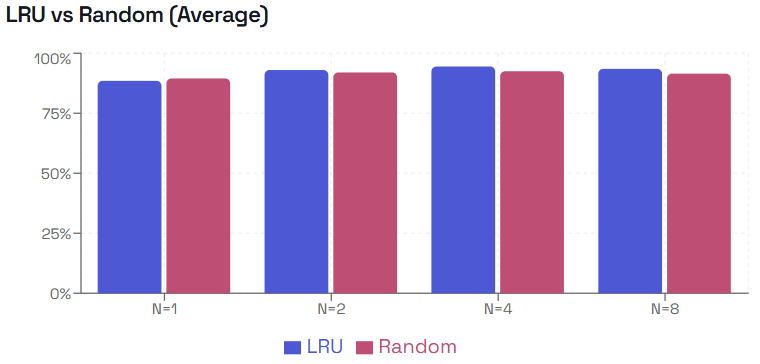 LRU vs Random (Average)
100%
75%
50%
25%
0%
N=1
N=2
N=4
N=8
LRU
Random